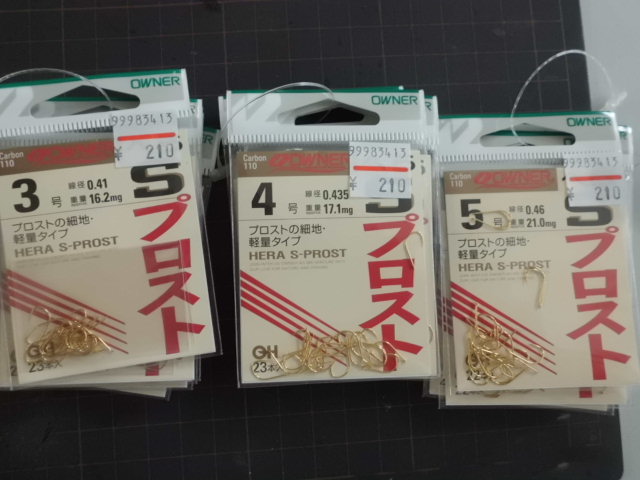 OWNER
99983413
¥ 210
Carbon
110
OWNER
3号
線径 0.41
重量 16.2mg
プロストの細地・
軽量タイプ
HERA S-PROST
Sプロスト
23本入
OWNER
99983413
¥ 210
Carbon
110
OWNER
4号
線径 0.435
重量 17.1mg
プロストの細地・
軽量タイプ
HERA S-PROST
Sプロスト
23本入
OWNER
99983413
¥ 210
Carbon
110
OWNER
5号
線径 0.46
重量 21.0mg
プロストの細地・
軽量タイプ
HERA S-PROST
Sプロスト